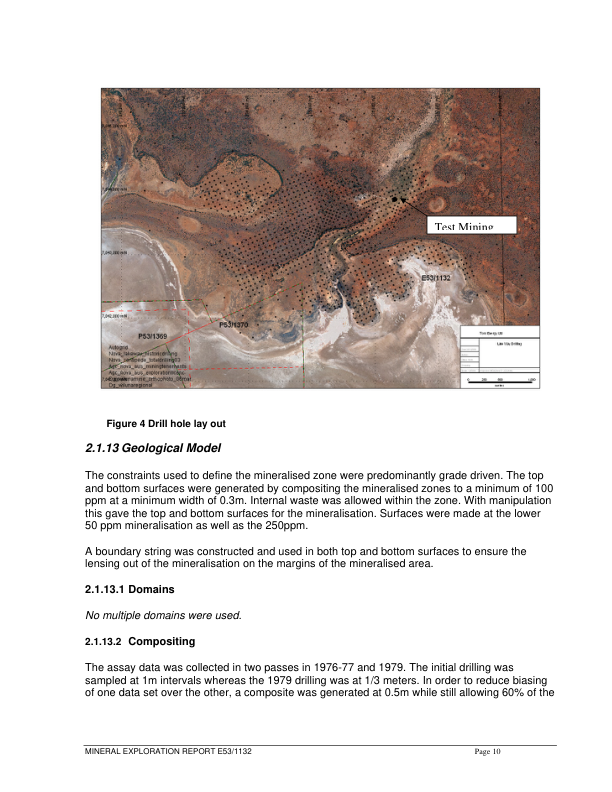 Test Mining
E53/1132
P53/1370
P53/1369
Figure 4 Drill hole lay out
2.1.13 Geological Model
The constraints used to define the mineralised zone were predominantly grade driven. The top
and bottom surfaces were generated by compositing the mineralised zones to a minimum of 100
ppm at a minimum width of 0.3m. Internal waste was allowed within the zone. With manipulation
this gave the top and bottom surfaces for the mineralisation. Surfaces were made at the lower
50 ppm mineralisation as well as the 250ppm.
A boundary string was constructed and used in both top and bottom surfaces to ensure the
lensing out of the mineralisation on the margins of the mineralised area.
2.1.13.1 Domains
No multiple domains were used.
2.1.13.2 Compositing
The assay data was collected in two passes in 1976-77 and 1979. The initial drilling was
sampled at 1m intervals whereas the 1979 drilling was at 1/3 meters. In order to reduce biasing
of one data set over the other, a composite was generated at 0.5m while still allowing 60% of the
MINERAL EXPLORATION REPORT E53/1132 Page 10